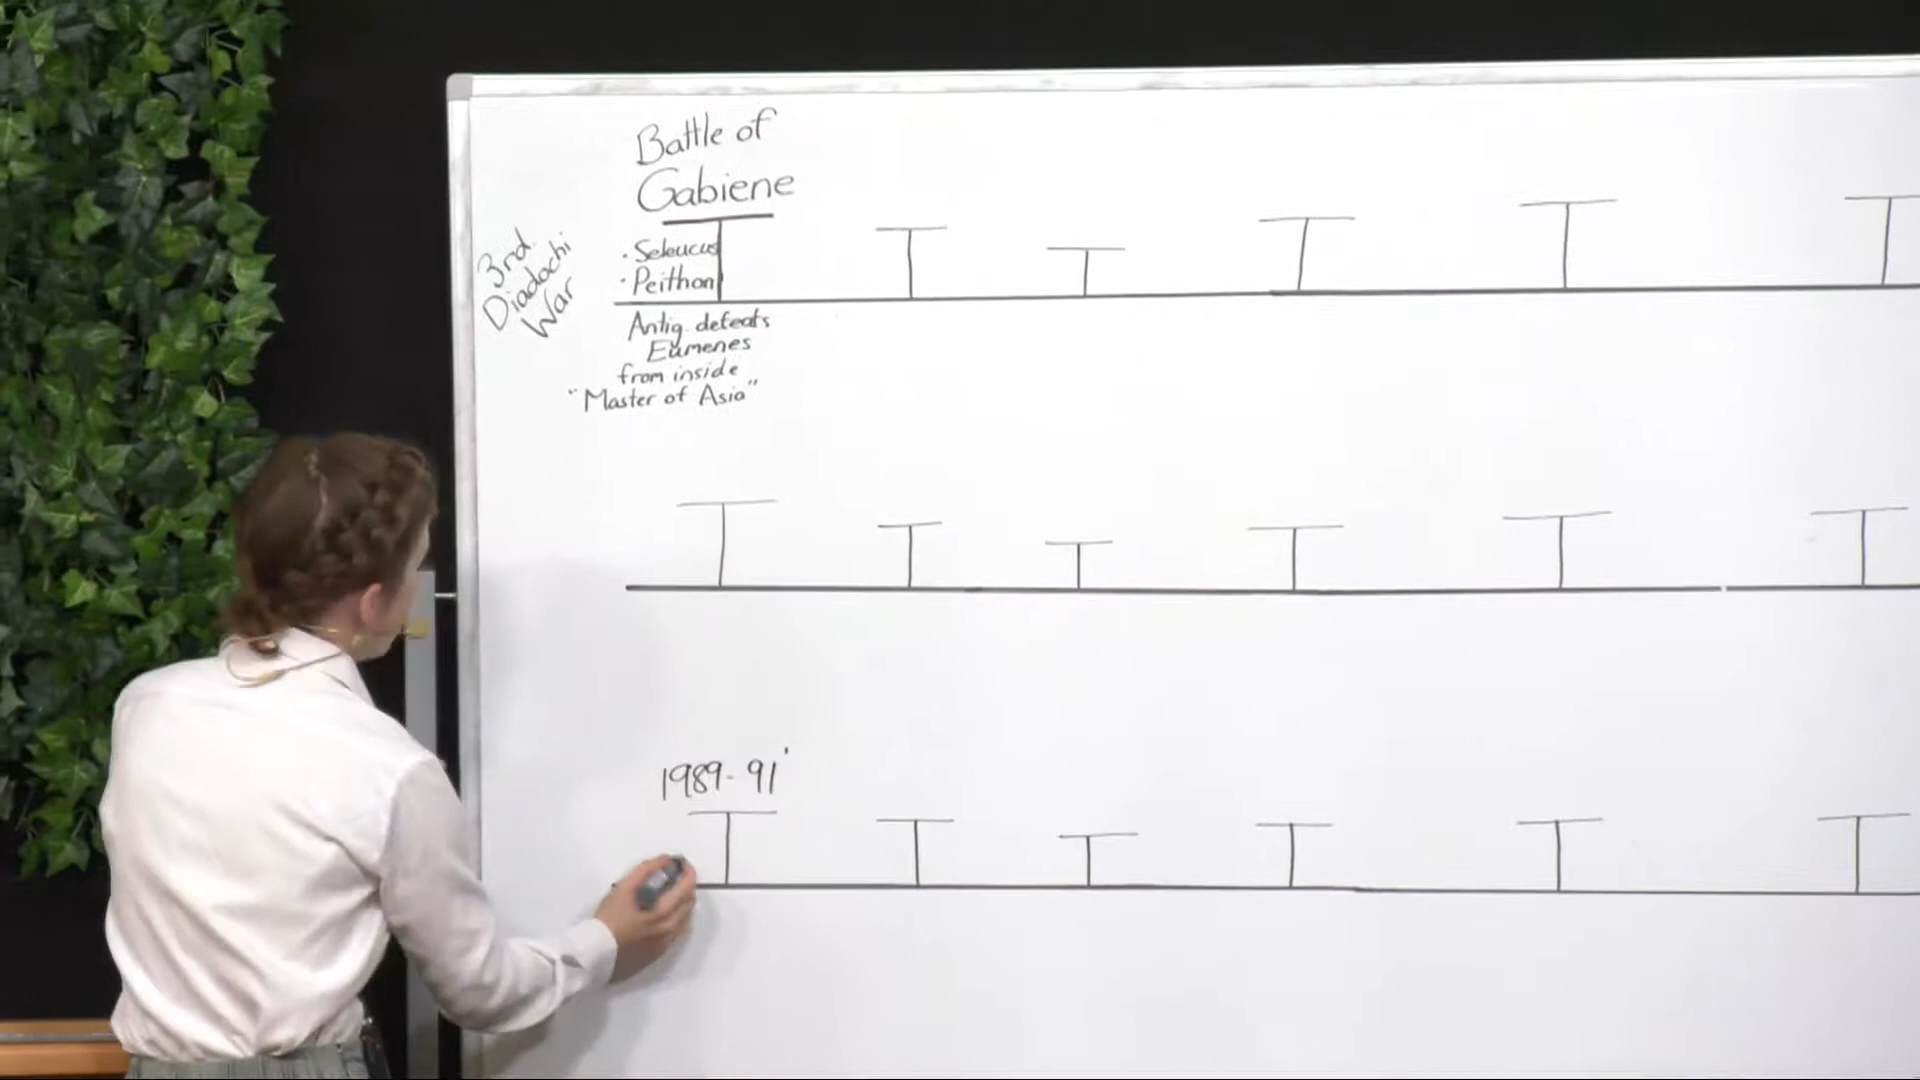 Battle of
Gabiene
3rd
Diadochi
War
· Seleucus
· Peithon
Antig. defeats
Eumenes
from inside
"Master of Asia"
1989-91'